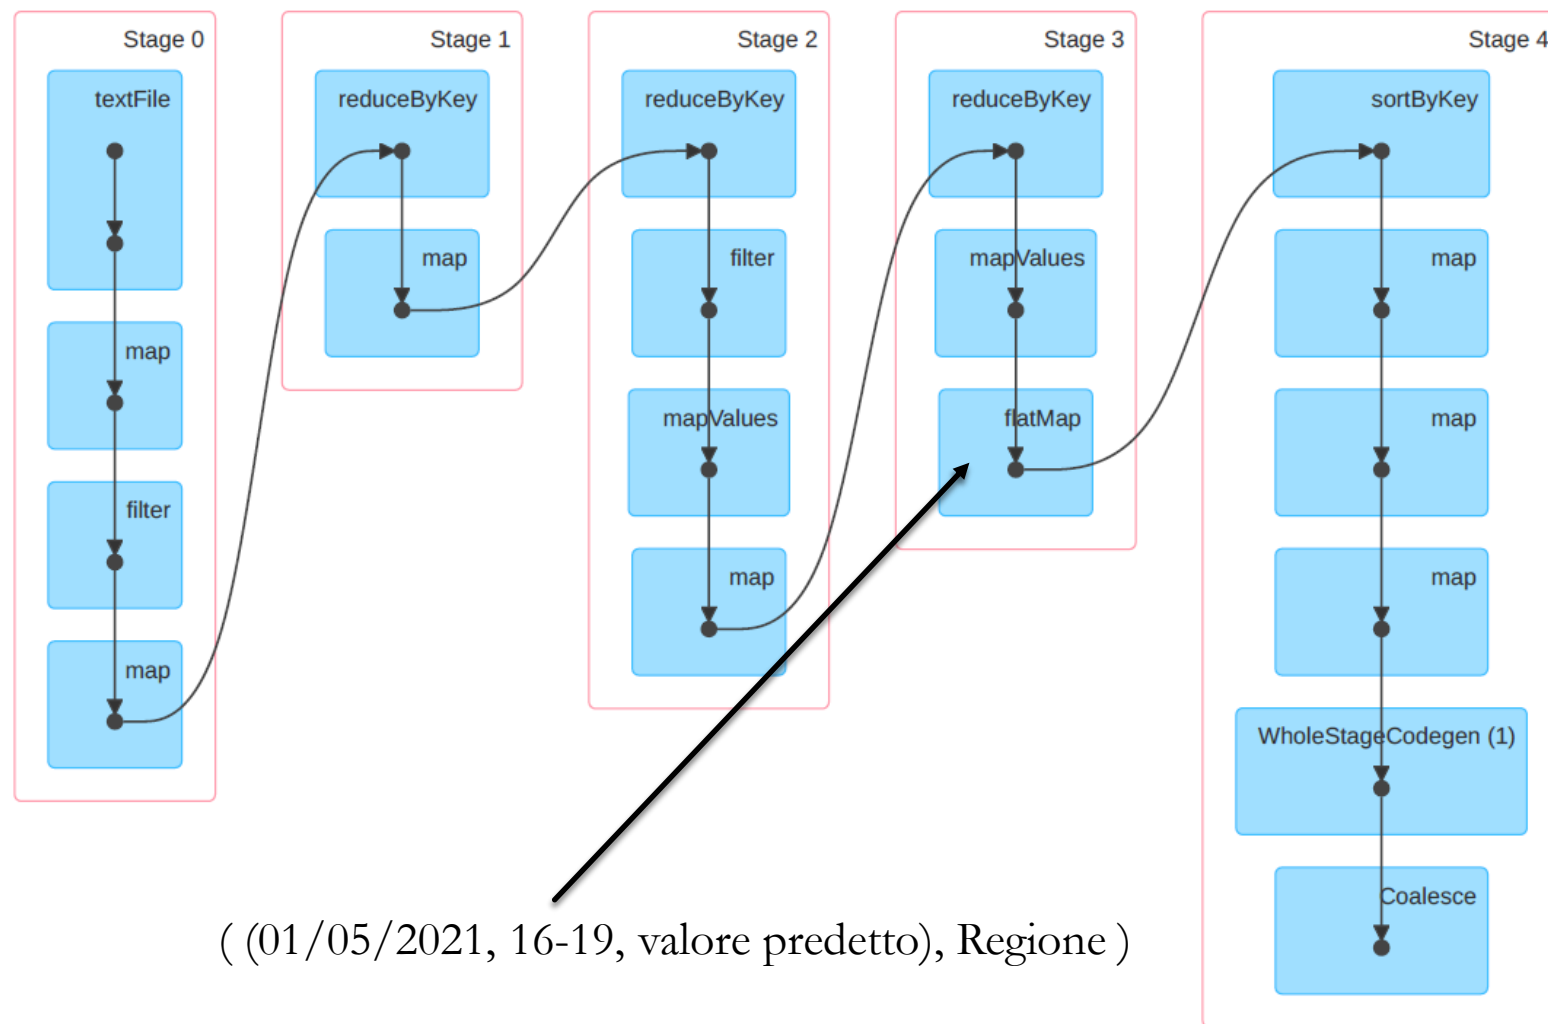 Stage 0
textFile
map
filter
map
Stage 1
reduceByKey
map
Stage 2
reduceByKey
filter
mapValues
map
Stage 3
reduceByKey
mapValues
flatMap
Stage 4
sortByKey
map
map
map
WholeStageCodegen (1)
Coalesce
( (01/05/2021, 16-19, valore predetto), Regione )